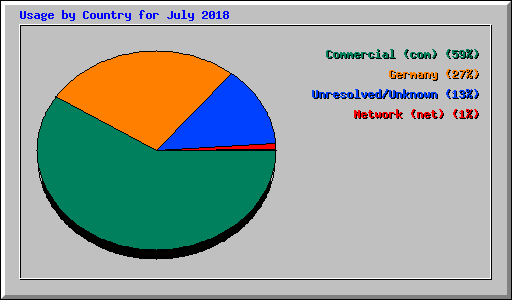 Usage by Country for July 2018
Commercial (com) (59%)
Germany (27%)
Unresolved/Unknown (13%)
Network (net) (1%)